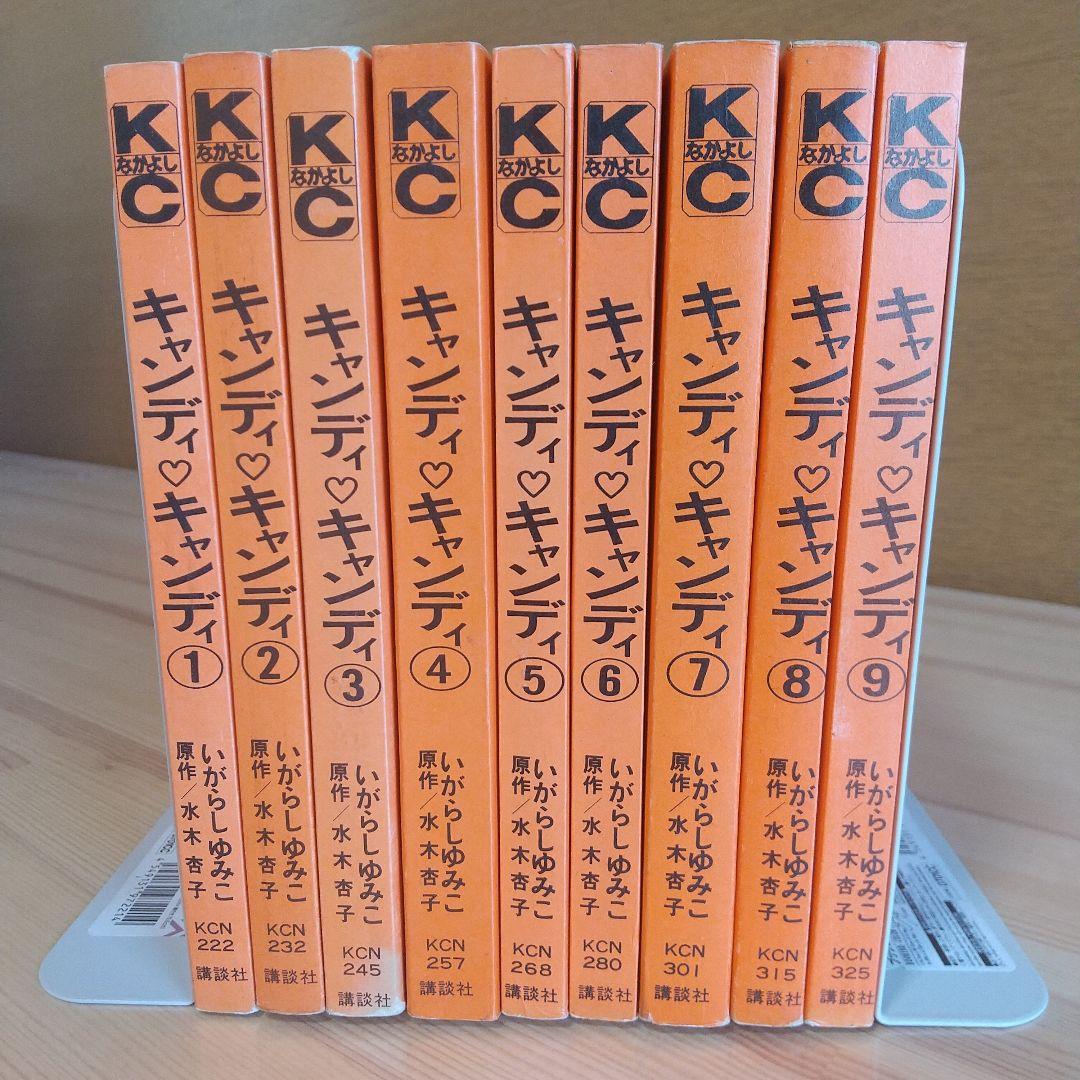 K
なかよし
C
キャンディ♡キャンディ
1
いがらしゆみこ
原作/水木杏子
KCN
222
講談社
K
なかよし
C
キャンディ♡キャンディ
2
いがらしゆみこ
原作/水木杏子
KCN
232
講談社
K
なかよし
C
キャンディ♡キャンディ
3
いがらしゆみこ
原作/水木杏子
KCN
245
講談社
K
なかよし
C
キャンディ♡キャンディ
4
いがらしゆみこ
原作/水木杏子
KCN
257
講談社
K
なかよし
C
キャンディ♡キャンディ
5
いがらしゆみこ
原作/水木杏子
KCN
268
講談社
K
なかよし
C
キャンディ♡キャンディ
6
いがらしゆみこ
原作/水木杏子
KCN
280
講談社
K
なかよし
C
キャンディ♡キャンディ
7
いがらしゆみこ
原作/水木杏子
KCN
301
講談社
K
なかよし
C
キャンディ♡キャンディ
8
いがらしゆみこ
原作/水木杏子
KCN
315
講談社
K
なかよし
C
キャンディ♡キャンディ
9
いがらしゆみこ
原作/水木杏子
KCN
325
講談社